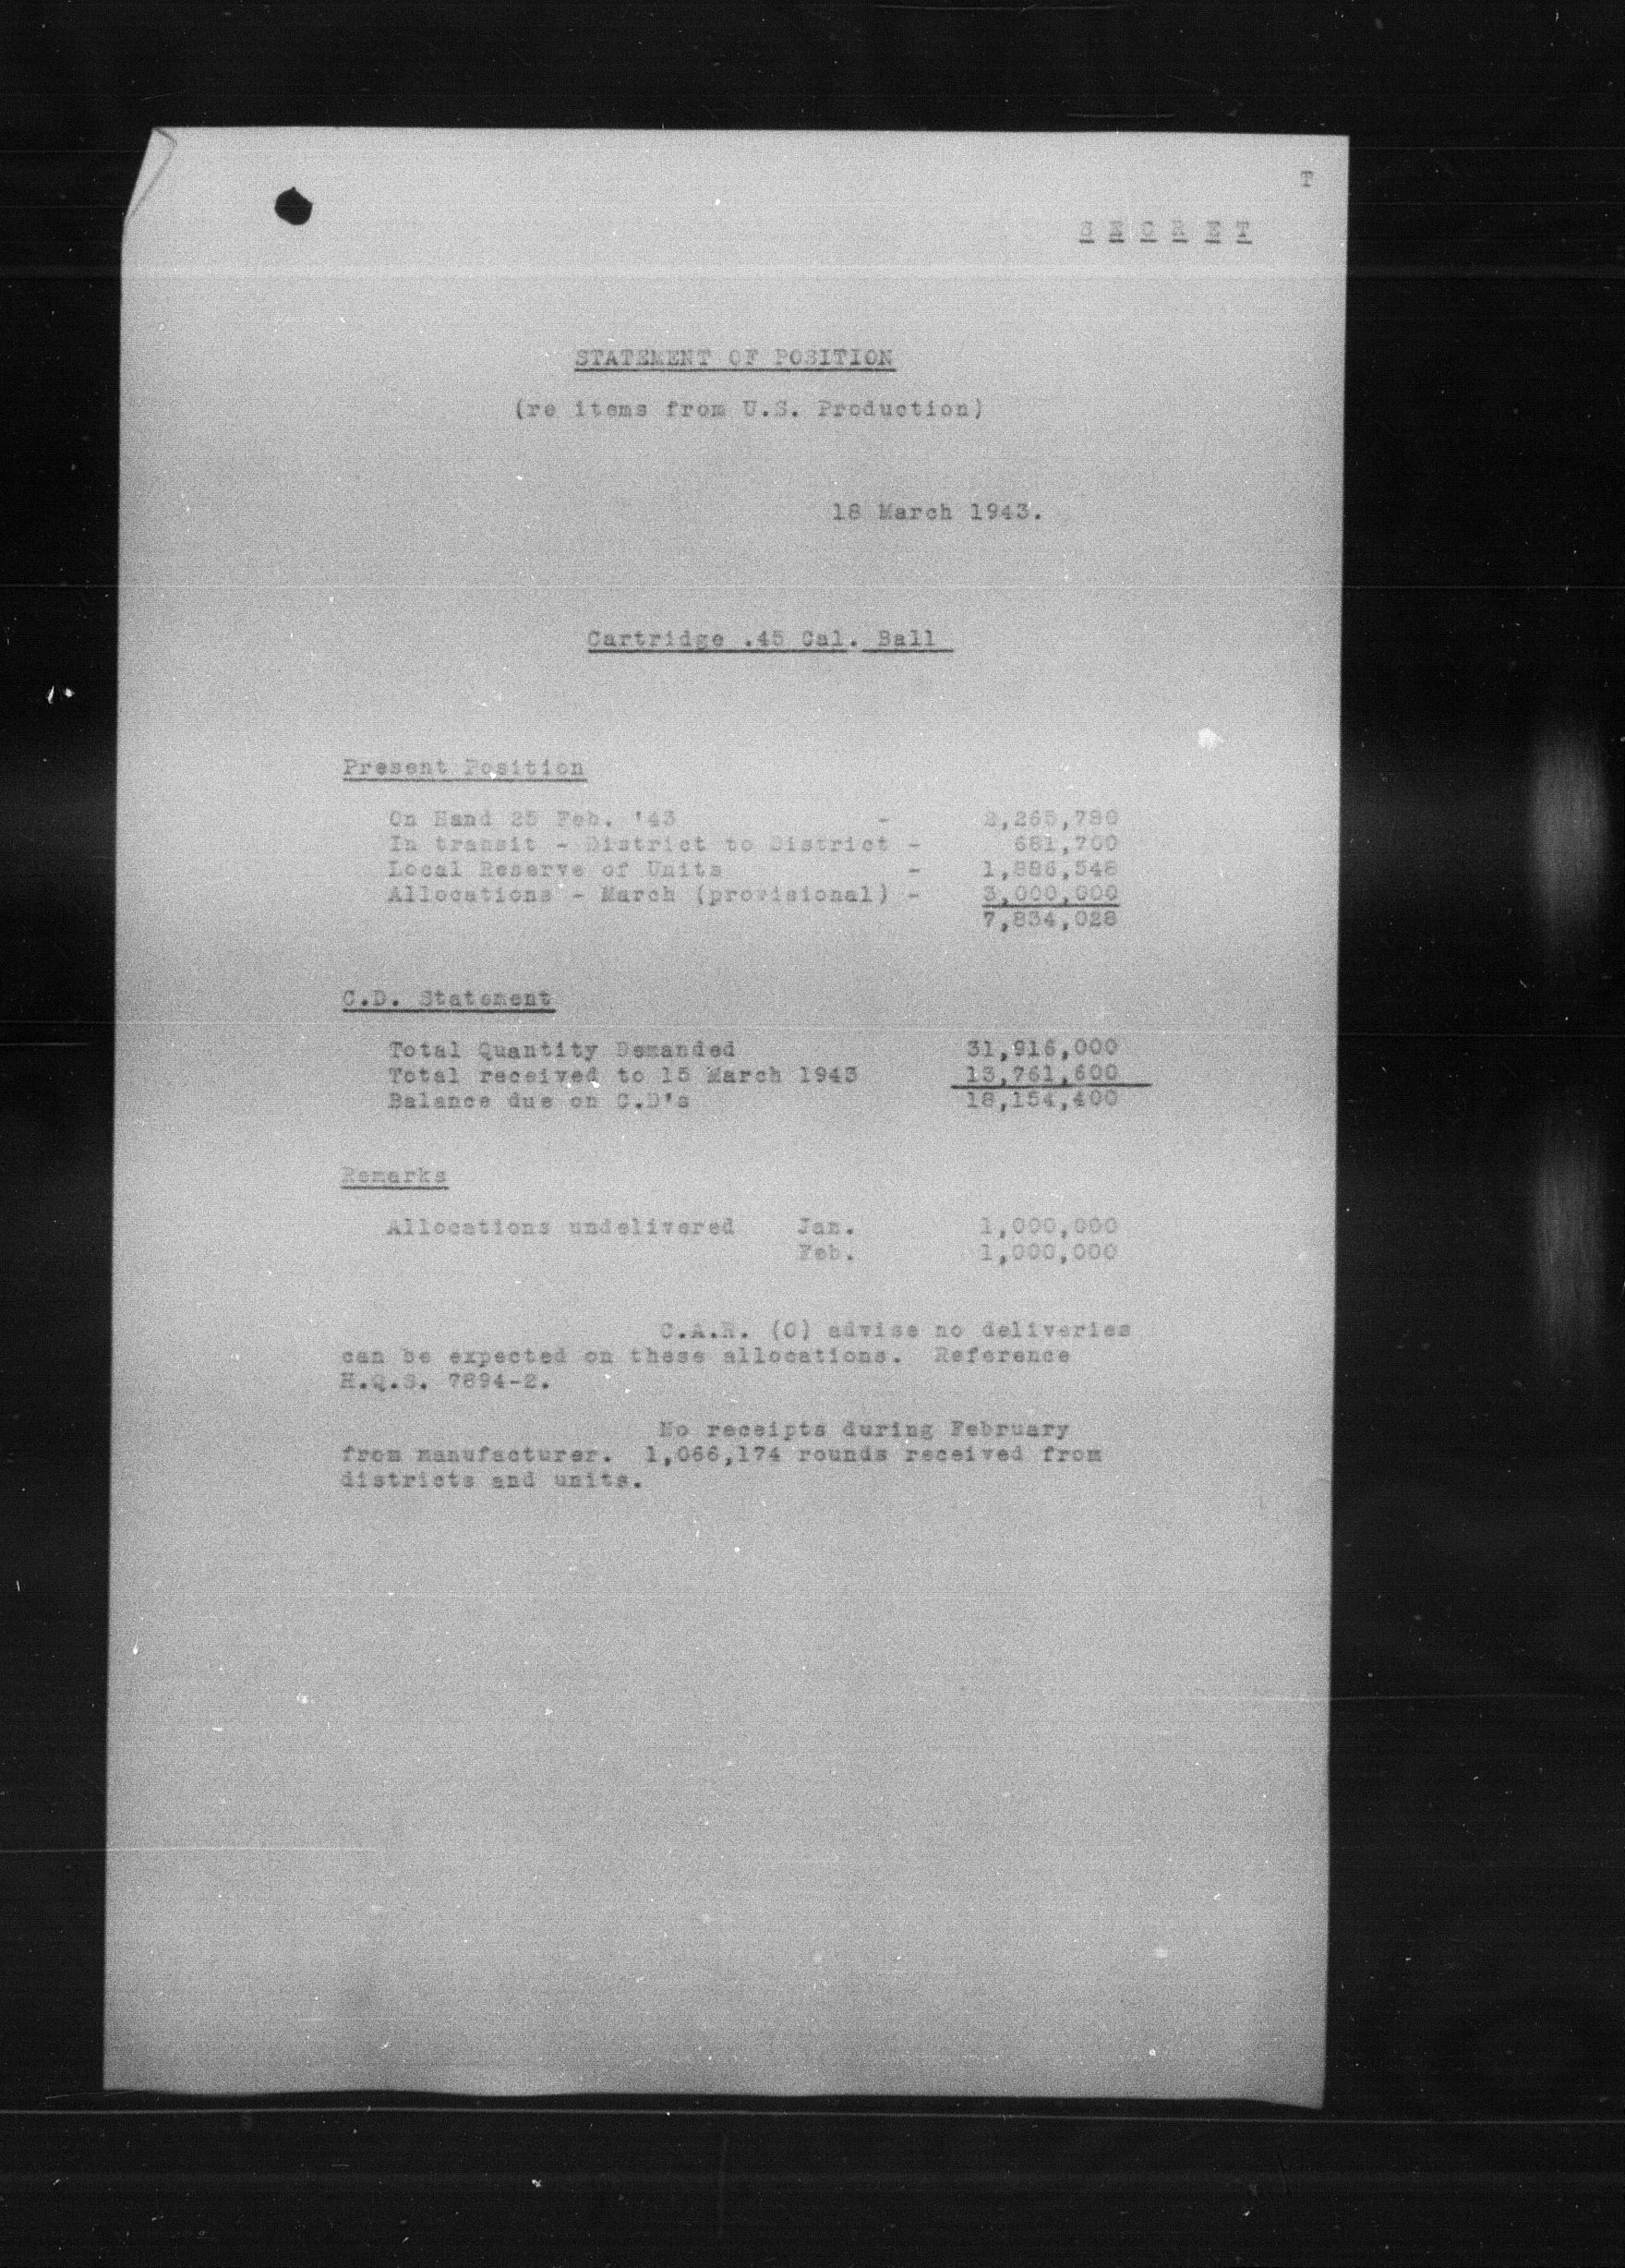 T
S E C R E T
STATEMENT OF POSITION
(re items from U.S. Production)
18 March 1943.
Cartridge .45 Cal. Ball
Present Position
On Hand 25 Feb. '43 - 2,265,780
In transit - District to District - 681,700
Local Reserve of Units - 1,886,548
Allocations - March (provisional) - 3,000,000
7,834,028
C.D. Statement
Total Quantity Demanded 31,916,000
Total received to 15 March 1943 13,761,600
Balance due on C.D's 18,154,400
Remarks
Allocations undelivered Jan. 1,000,000
Feb. 1,000,000
C.A.R. (O) advise no deliveries
can be expected on these allocations. Reference
H.Q.S. 7894-2.
No receipts during February
from manufacturer. 1,066,174 rounds received from
districts and units.